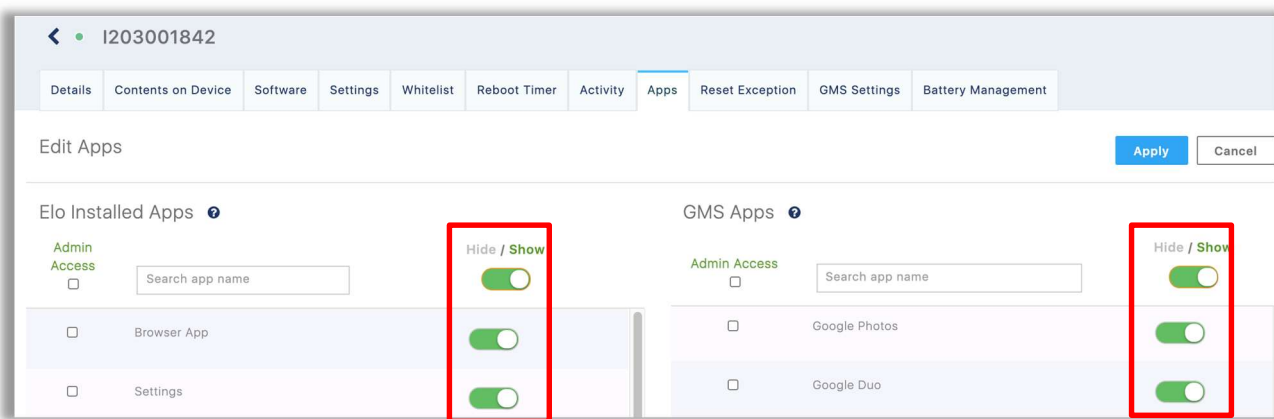 I203001842
Details Contents on Device Software Settings Whitelist Reboot Timer Activity Apps Reset Exception GMS Settings Battery Management
Edit Apps
Apply Cancel
Elo Installed Apps ?
Admin
Access
Search app name
Hide / Show
Browser App
Settings
GMS Apps ?
Admin Access
Search app name
Hide / Show
Google Photos
Google Duo